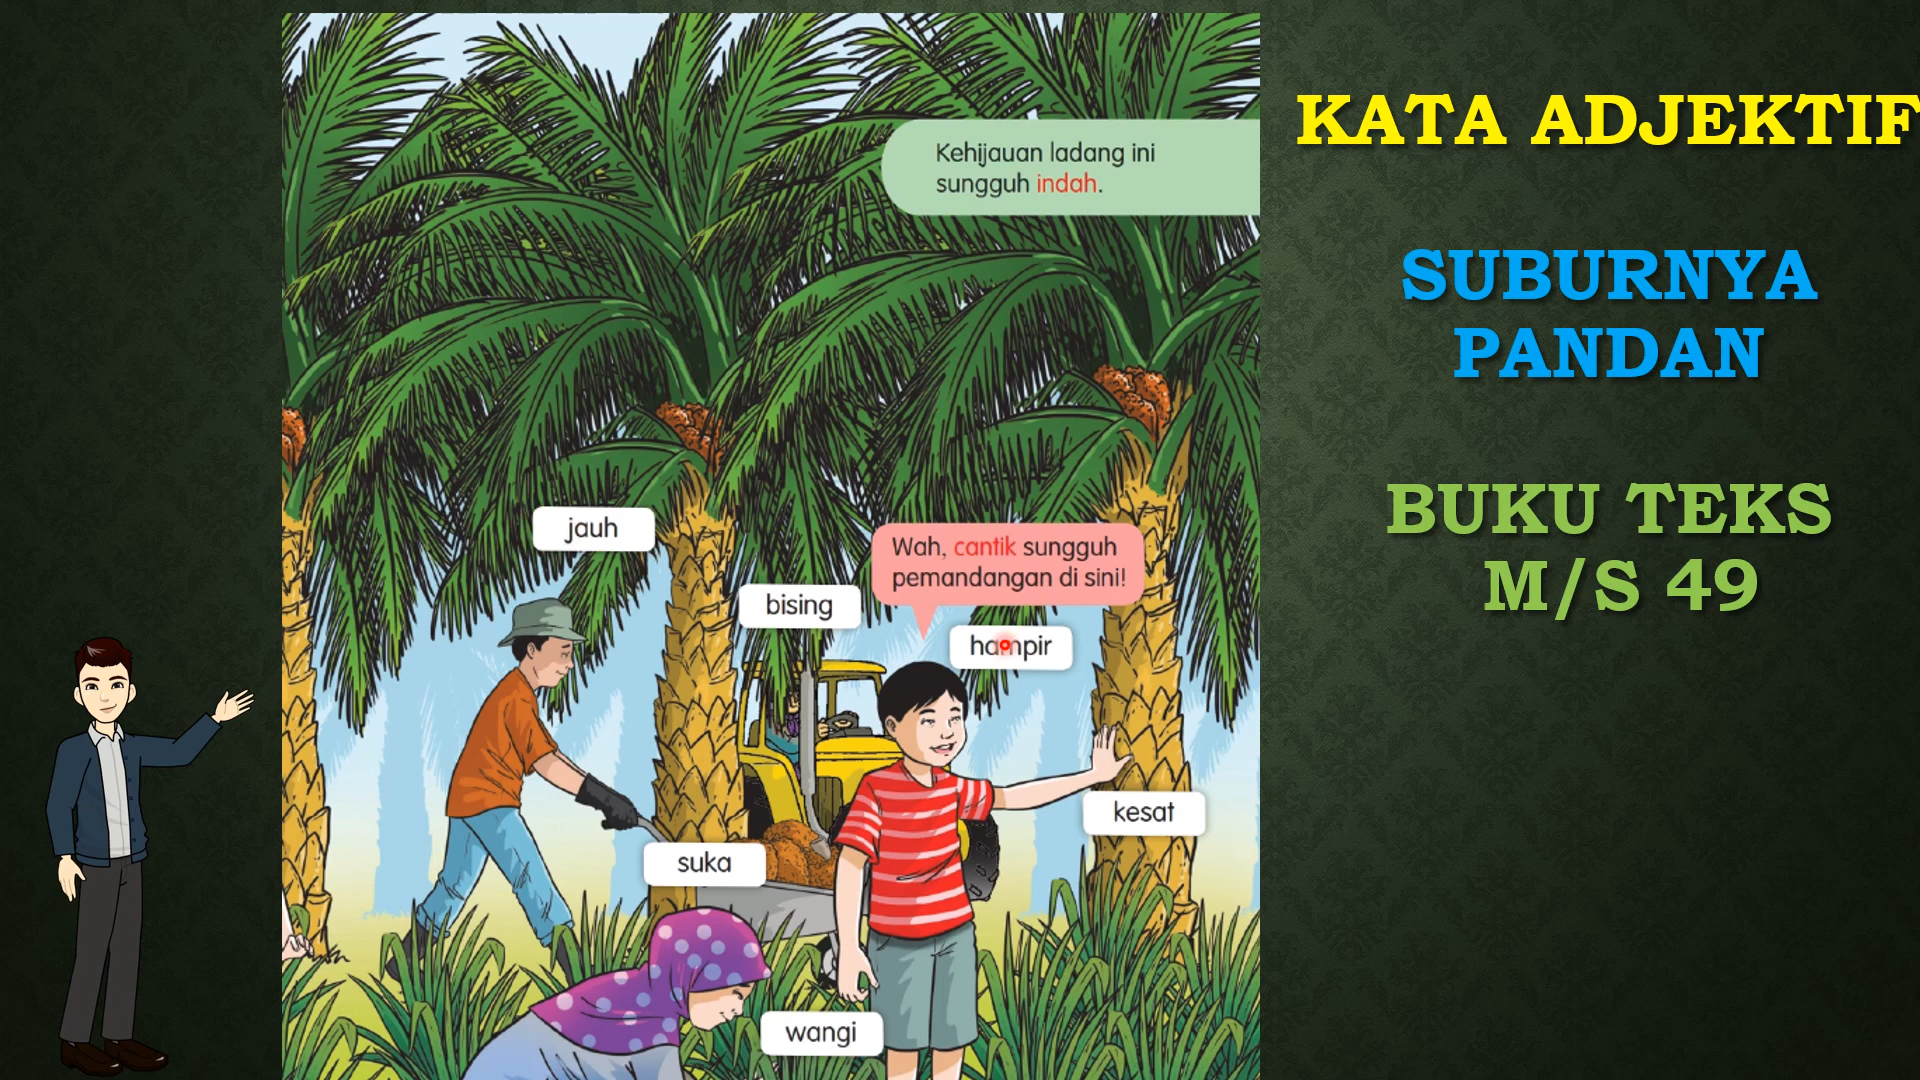 KATA ADJEKTIF
SUBURNYA
PANDAN
BUKU TEKS
M/S 49
Kehijauan ladang ini
sungguh indah.
jauh
Wah, cantik sungguh
pemandangan di sini!
bising
hampir
kesat
suka
wangi